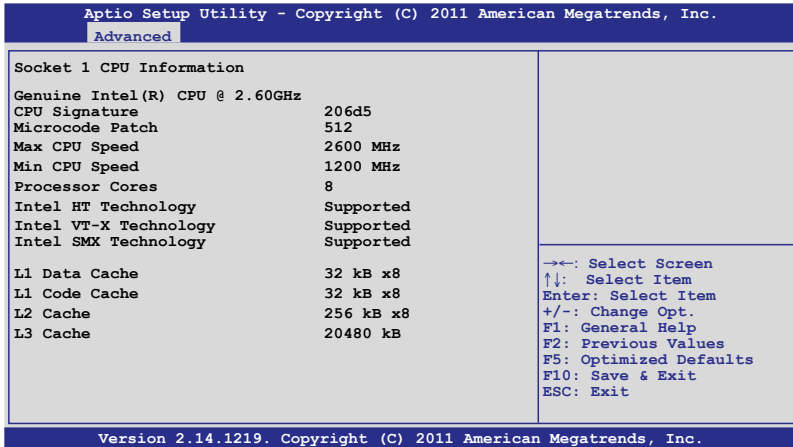 Aptio Setup Utility - Copyright (C) 2011 American Megatrends, Inc.
Advanced
Socket 1 CPU Information
Genuine Intel(R) CPU @ 2.60GHz
CPU Signature 206d5
Microcode Patch 512
Max CPU Speed 2600 MHz
Min CPU Speed 1200 MHz
Processor Cores 8
Intel HT Technology Supported
Intel VT-X Technology Supported
Intel SMX Technology Supported
L1 Data Cache 32 kB x8
L1 Code Cache 32 kB x8
L2 Cache 256 kB x8
L3 Cache 20480 kB
→←: Select Screen
↑↓: Select Item
Enter: Select Item
+/-: Change Opt.
F1: General Help
F2: Previous Values
F5: Optimized Defaults
F10: Save & Exit
ESC: Exit
Version 2.14.1219. Copyright (C) 2011 American Megatrends, Inc.